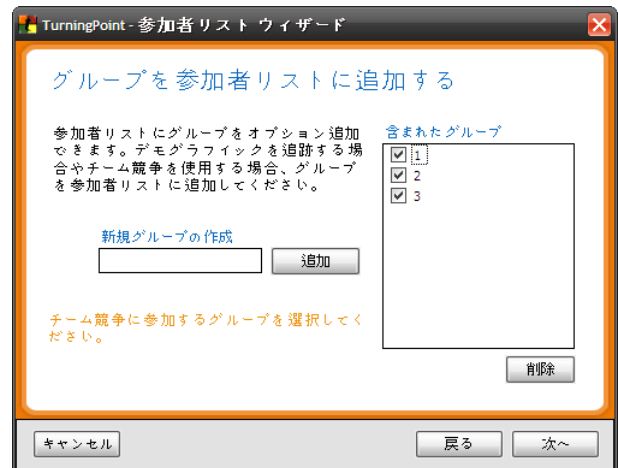 TurningPoint - 参加者リスト ウィザード
グループを参加者リストに追加する
参加者リストにグループをオプション追加
できます。デモグラフィックを追跡する場
合やチーム競争を使用する場合、グループ
を参加者リストに追加してください。
含まれたグループ
1
2
3
新規グループの作成
追加
チーム競争に参加するグループを選択してく
ださい。
削除
キャンセル
戻る
次へ